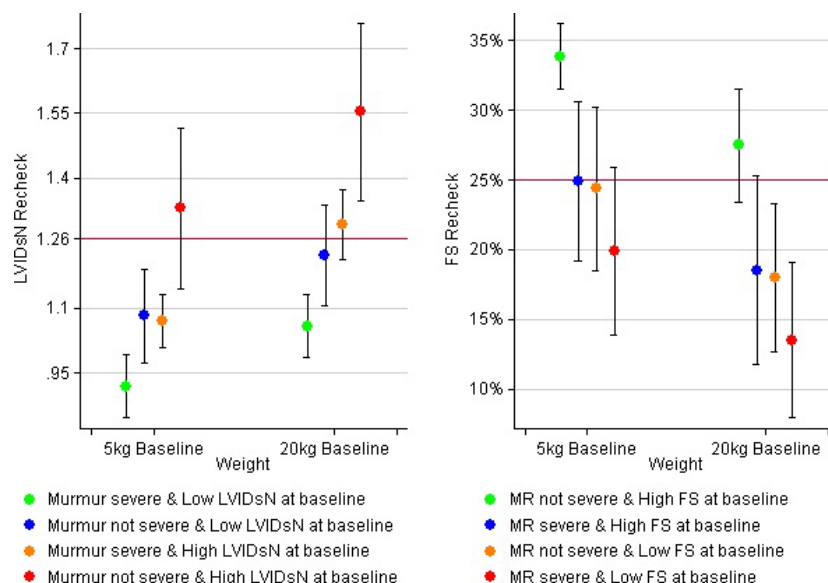 LVIDsN Recheck
1.7
1.55
1.4
1.26
1.1
.95
5kg Baseline
20kg Baseline
Weight
Murmur severe & Low LVIDsN at baseline
Murmur not severe & Low LVIDsN at baseline
Murmur severe & High LVIDsN at baseline
Murmur not severe & High LVIDsN at baseline
FS Recheck
35%
30%
25%
20%
15%
10%
5kg Baseline
20kg Baseline
Weight
MR not severe & High FS at baseline
MR severe & High FS at baseline
MR not severe & Low FS at baseline
MR severe & Low FS at baseline